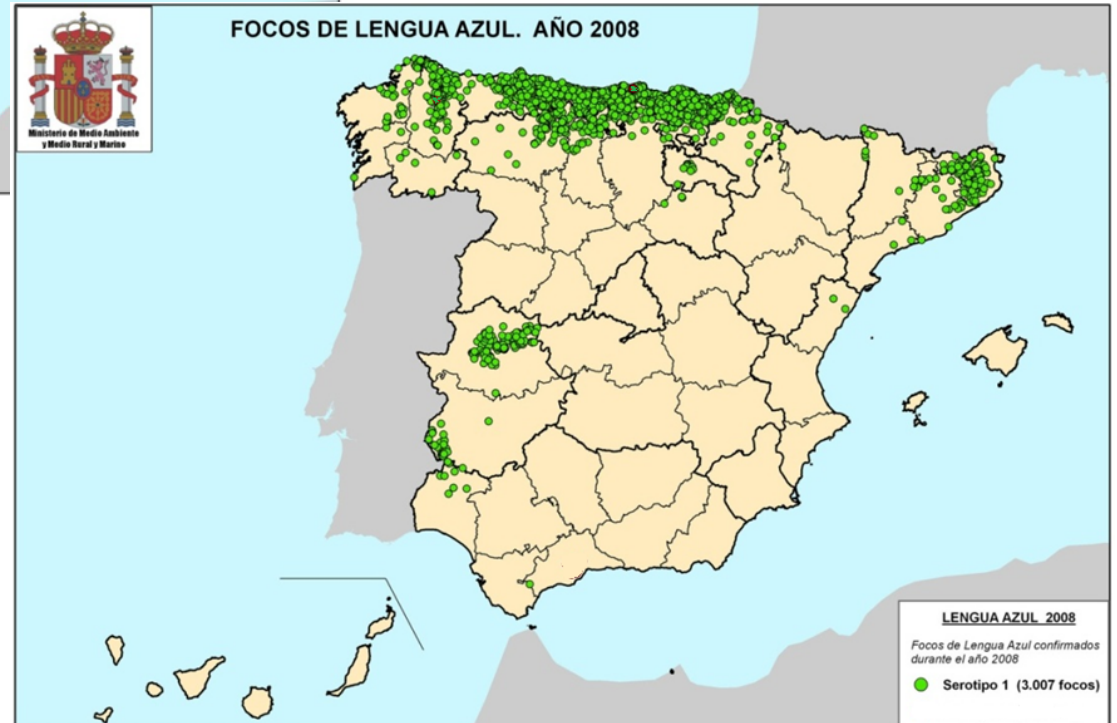 FOCOS DE LENGUA AZUL. AÑO 2008
Ministerio de Medio Ambiente
y Medio Rural y Marino
LENGUA AZUL 2008
Focos de Lengua Azul confirmados
durante el año 2008
Serotipo 1 (3.007 focos)